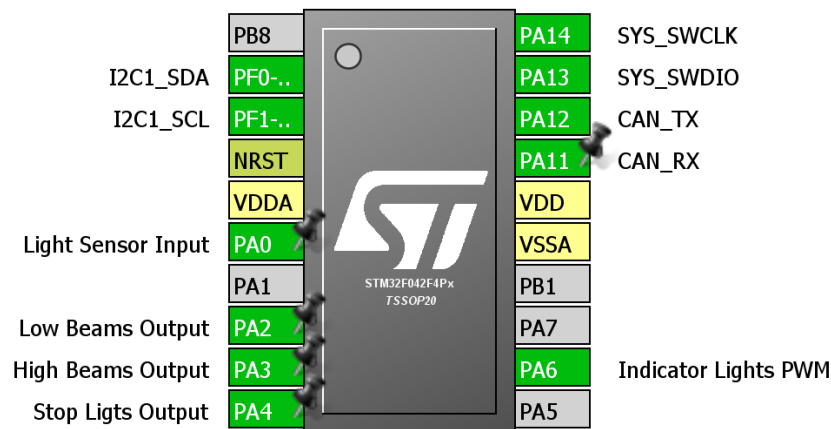 PB8
PA14 SYS_SWCLK
I2C1_SDA PF0-..
PA13 SYS_SWDIO
I2C1_SCL PF1-..
PA12 CAN_TX
NRST
PA11 CAN_RX
VDDA
VDD
Light Sensor Input PA0
VSSA
PA1
STM32F042F4Px
TSSOP20
PB1
Low Beams Output PA2
PA7
High Beams Output PA3
PA6 Indicator Lights PWM
Stop Ligts Output PA4
PA5
ST